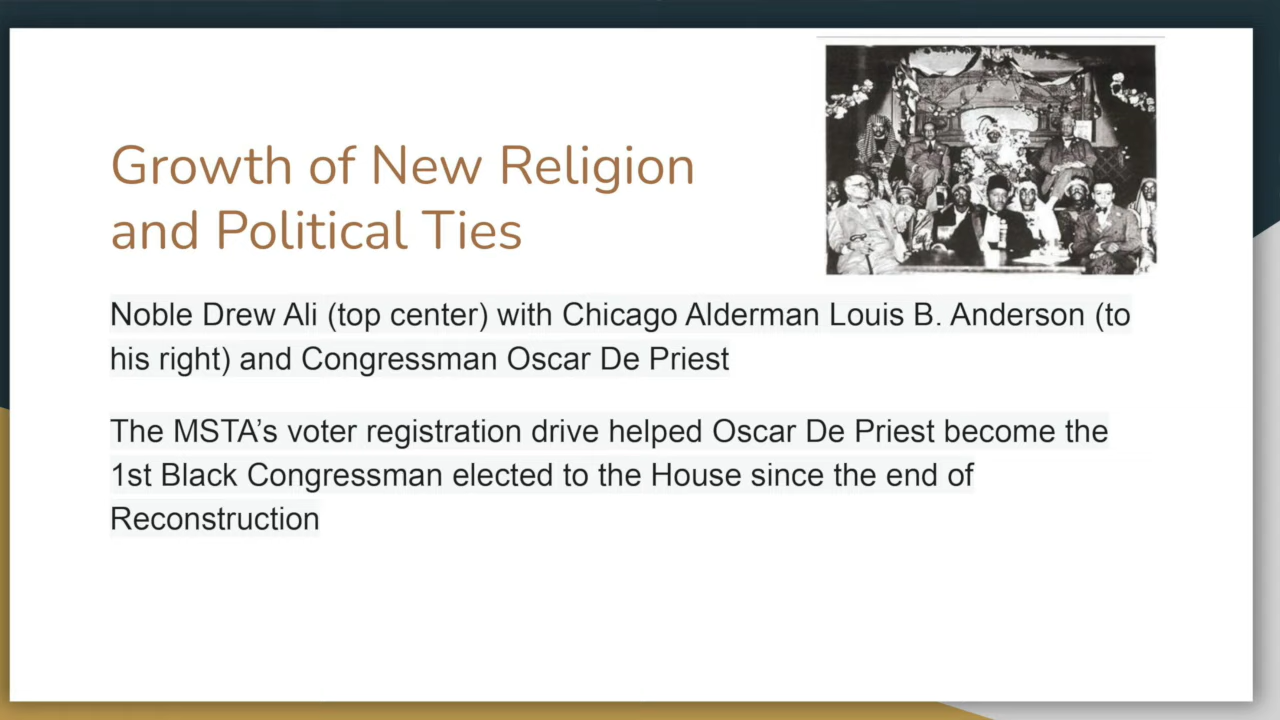 Growth of New Religion
and Political Ties
Noble Drew Ali (top center) with Chicago Alderman Louis B. Anderson (to
his right) and Congressman Oscar De Priest
The MSTA’s voter registration drive helped Oscar De Priest become the
1st Black Congressman elected to the House since the end of
Reconstruction